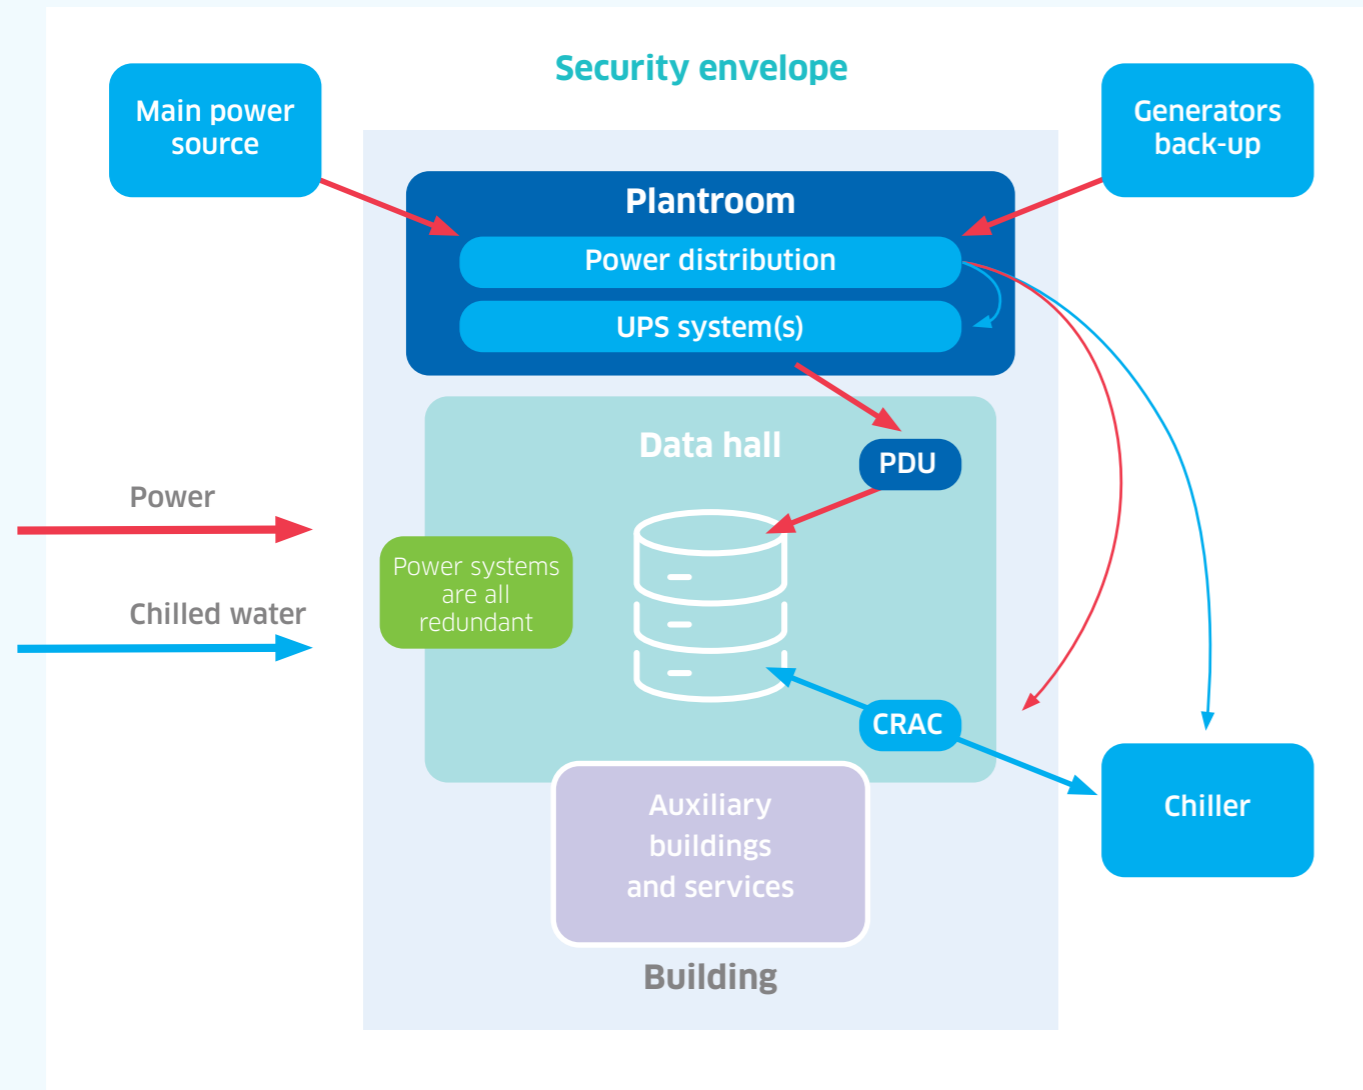 Security envelope
Main power
source
Generators
back-up
Plantroom
Power distribution
UPS system(s)
Data hall
PDU
Power
Power systems
are all
redundant
Chilled water
CRAC
Chiller
Auxiliary
buildings
and services
Building